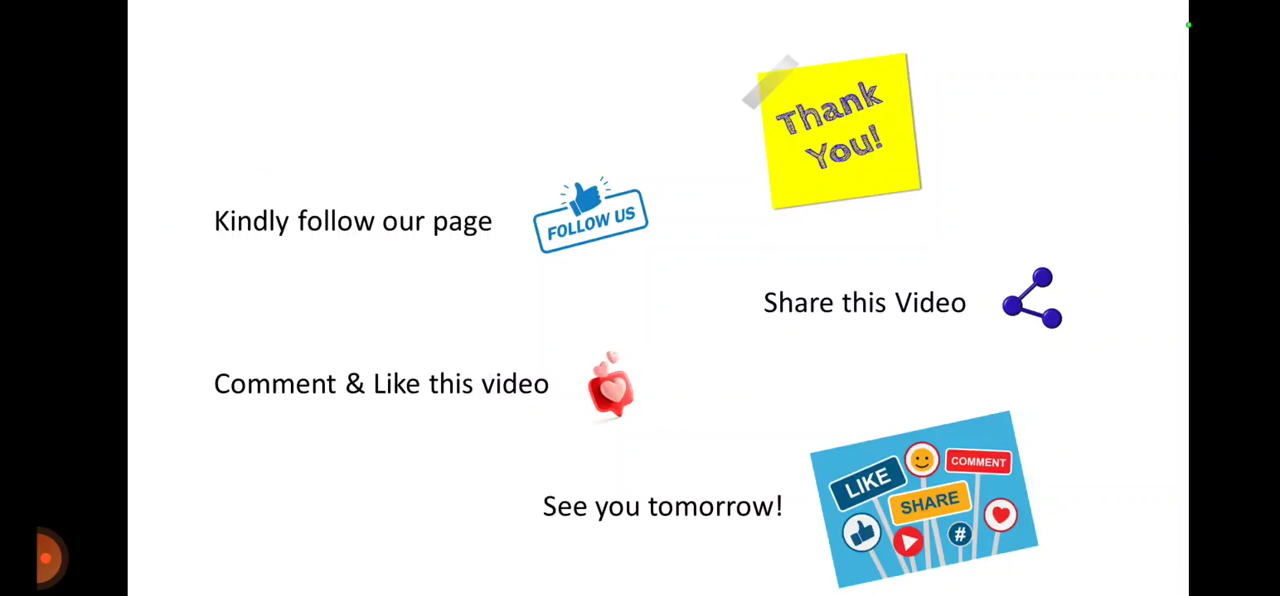 Thank
You!
Kindly follow our page
FOLLOW US
Share this Video
Comment & Like this video
LIKE
COMMENT
SHARE
#
See you tomorrow!